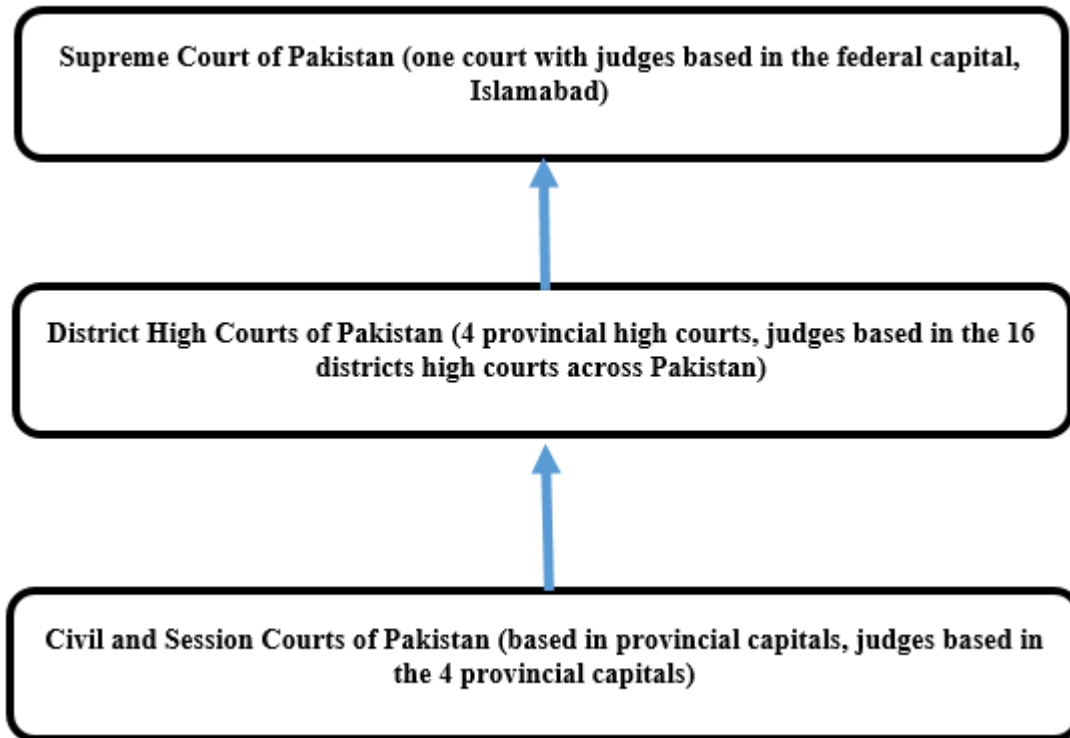 Supreme Court of Pakistan (one court with judges based in the federal capital,
Islamabad)
District High Courts of Pakistan (4 provincial high courts, judges based in the 16
districts high courts across Pakistan)
Civil and Session Courts of Pakistan (based in provincial capitals, judges based in
the 4 provincial capitals)